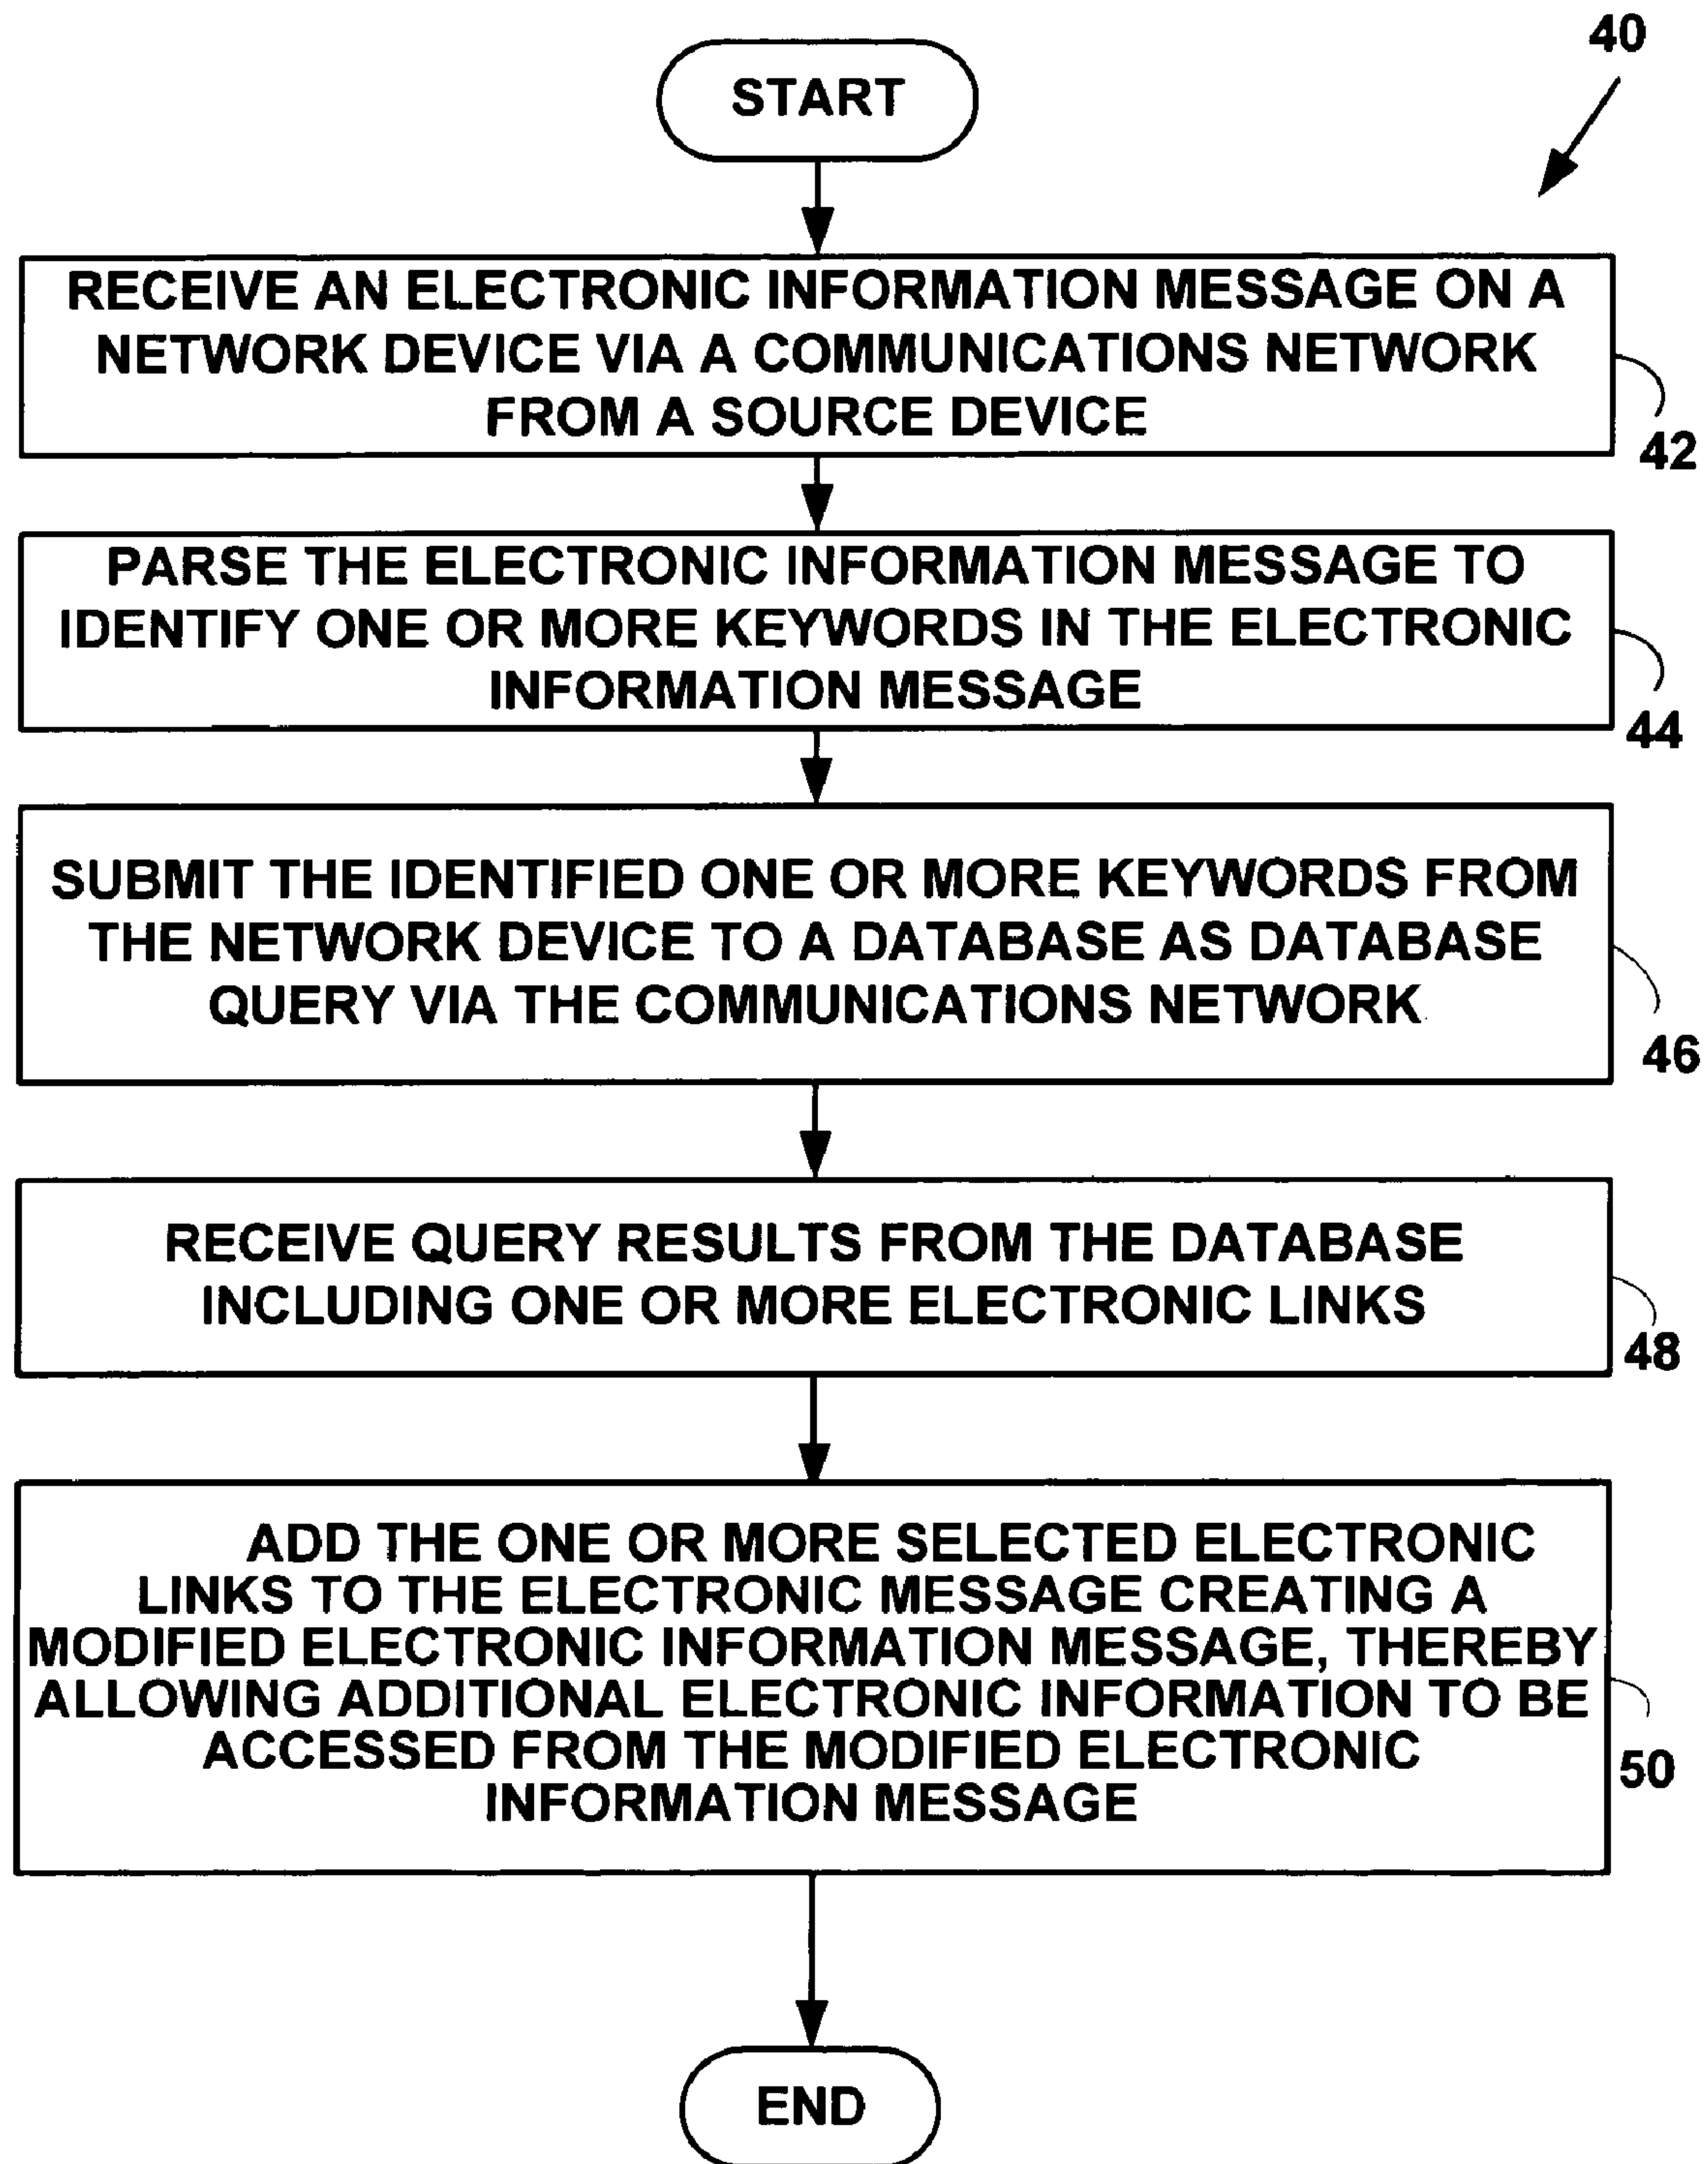 40
START
RECEIVE AN ELECTRONIC INFORMATION MESSAGE ON A
NETWORK DEVICE VIA A COMMUNICATIONS NETWORK
FROM A SOURCE DEVICE
42
PARSE THE ELECTRONIC INFORMATION MESSAGE TO
IDENTIFY ONE OR MORE KEYWORDS IN THE ELECTRONIC
INFORMATION MESSAGE
44
SUBMIT THE IDENTIFIED ONE OR MORE KEYWORDS FROM
THE NETWORK DEVICE TO A DATABASE AS DATABASE
QUERY VIA THE COMMUNICATIONS NETWORK
46
RECEIVE QUERY RESULTS FROM THE DATABASE
INCLUDING ONE OR MORE ELECTRONIC LINKS
48
ADD THE ONE OR MORE SELECTED ELECTRONIC
LINKS TO THE ELECTRONIC MESSAGE CREATING A
MODIFIED ELECTRONIC INFORMATION MESSAGE, THEREBY
ALLOWING ADDITIONAL ELECTRONIC INFORMATION TO BE
ACCESSED FROM THE MODIFIED ELECTRONIC
INFORMATION MESSAGE
50
END